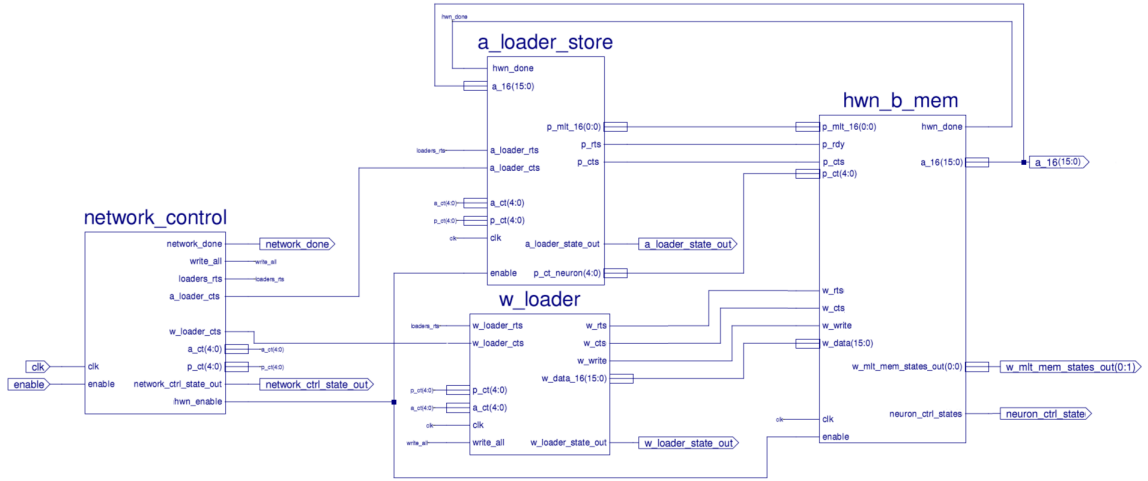 hwn_done
a_loader_store
hwn_done
a_16(15:0)
p_mlt_16(0:0)
p_rts
p_cts
loaders_rts
a_loader_rts
a_loader_cts
a_ct(4:0)
a_ct(4:0)
p_ct(4:0)
p_ct(4:0)
clk
clk
a_loader_state_out
a_loader_state_out
enable
p_ct_neuron(4:0)
hwn_b_mem
p_mlt_16(0:0)
hwn_done
p_rdy
p_cts
a_16(15:0)
a_16(15:0)
p_ct(4:0)
w_rts
w_cts
w_write
w_data(15:0)
w_mlt_mem_states_out(0:0)
w_mlt_mem_states_out(0:1)
neuron_ctrl_states
neuron_ctrl_state
clk
clk
enable
network_control
network_done
network_done
write_all
write_all
loaders_rts
loaders_rts
a_loader_cts
w_loader_cts
a_ct(4:0)
a_ct(4:0)
clk
clk
p_ct(4:0)
p_ct(4:0)
enable
enable
network_ctrl_state_out
network_ctrl_state_out
hwn_enable
w_loader
loaders_rts
w_loader_rts
w_rts
w_loader_cts
w_cts
w_write
w_data_16(15:0)
p_ct(4:0)
p_ct(4:0)
a_ct(4:0)
a_ct(4:0)
clk
clk
write_all
write_all
w_loader_state_out
w_loader_state_out